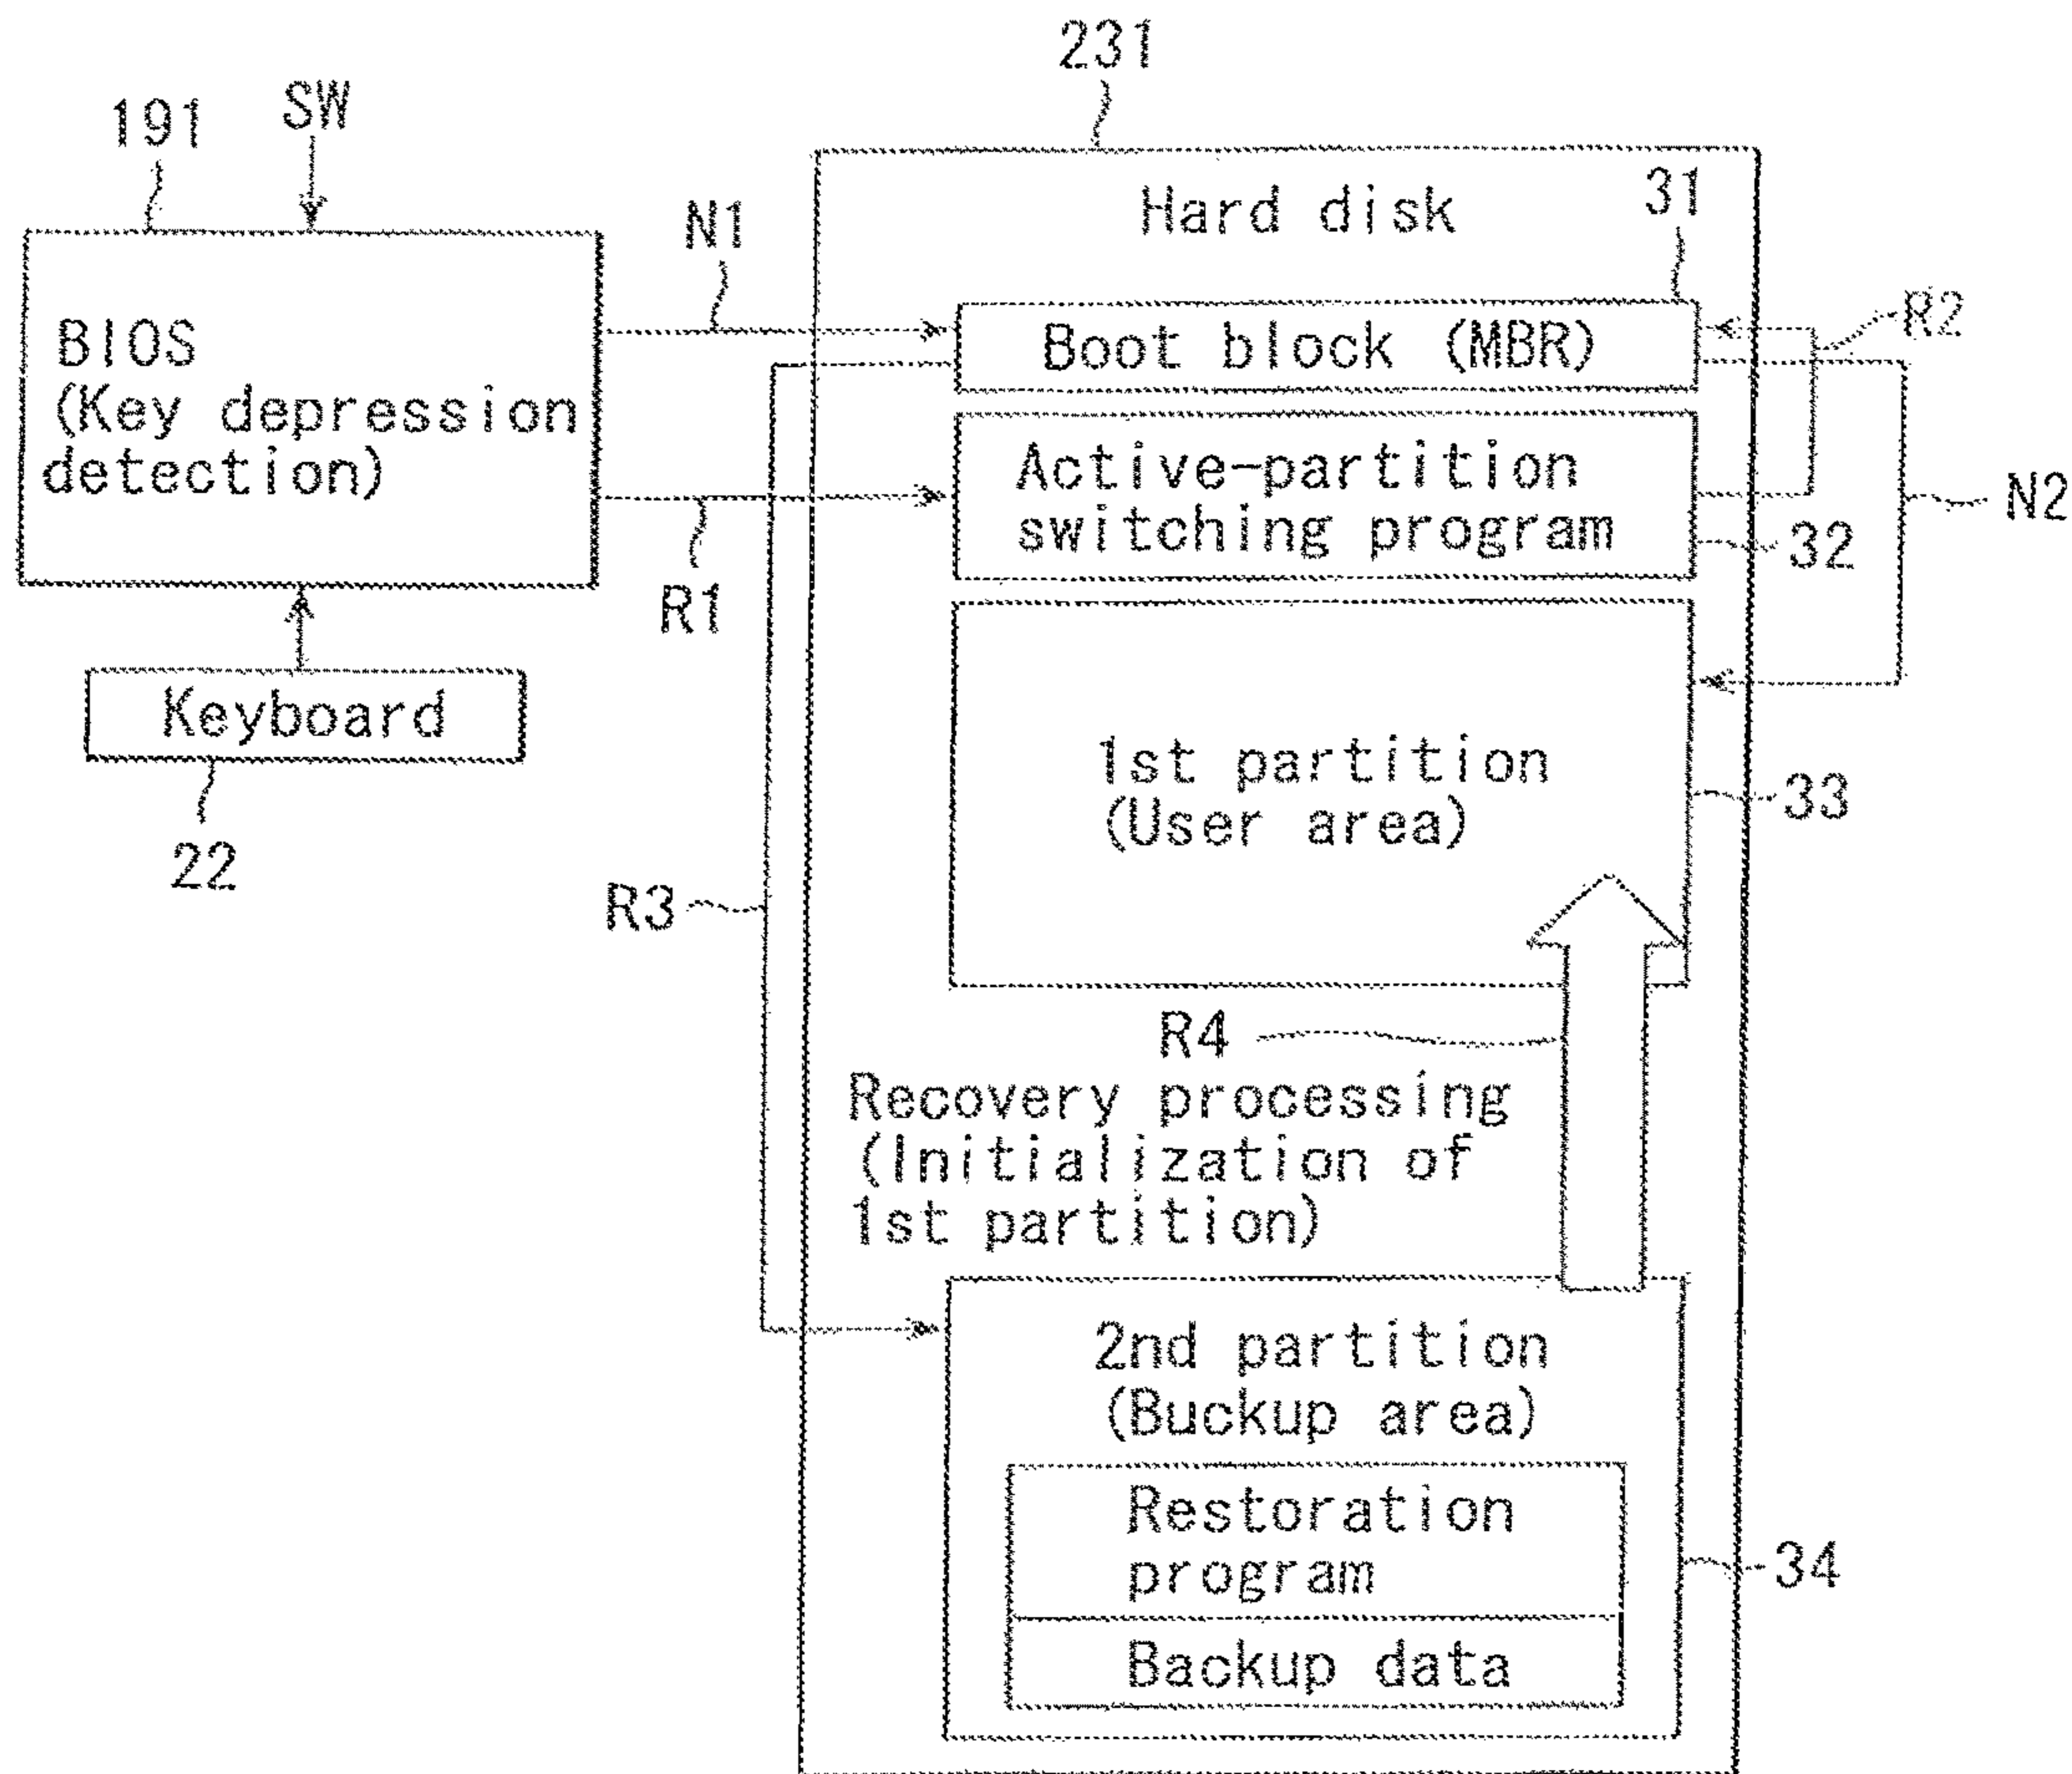 231
191
SW
N1
Hard disk
31
BIOS
(Key depression
detection)
Boot block (MBR)
R2
Active-partition
switching program
N2
32
R1
Keyboard
22
1st partition
(User area)
33
R3
R4
Recovery processing
(Initialization of
1st partition)
2nd partition
(Buckup area)
Restoration
program
34
Backup data